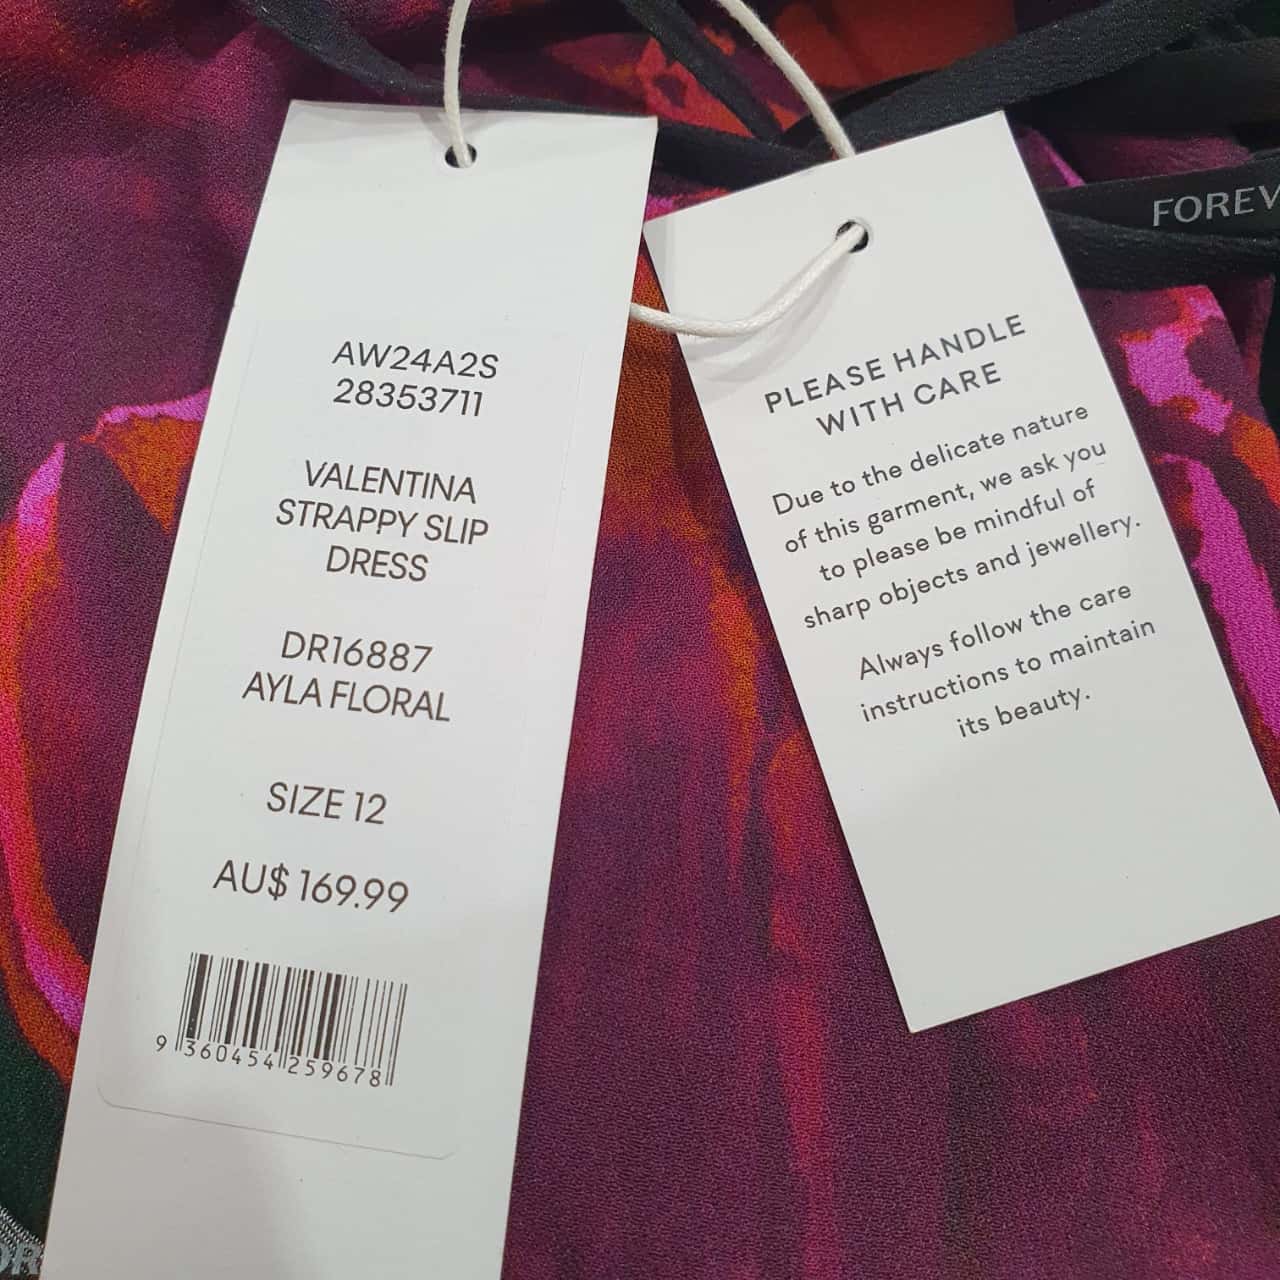 AW24A2S
28353711
VALENTINA
STRAPPY SLIP
DRESS
DR16887
AYLA FLORAL
SIZE 12
AU$ 169.99
9 360454 259678
PLEASE HANDLE
WITH CARE
Due to the delicate nature
of this garment, we ask you
to please be mindful of
sharp objects and jewellery.
Always follow the care
instructions to maintain
its beauty.
FOREV